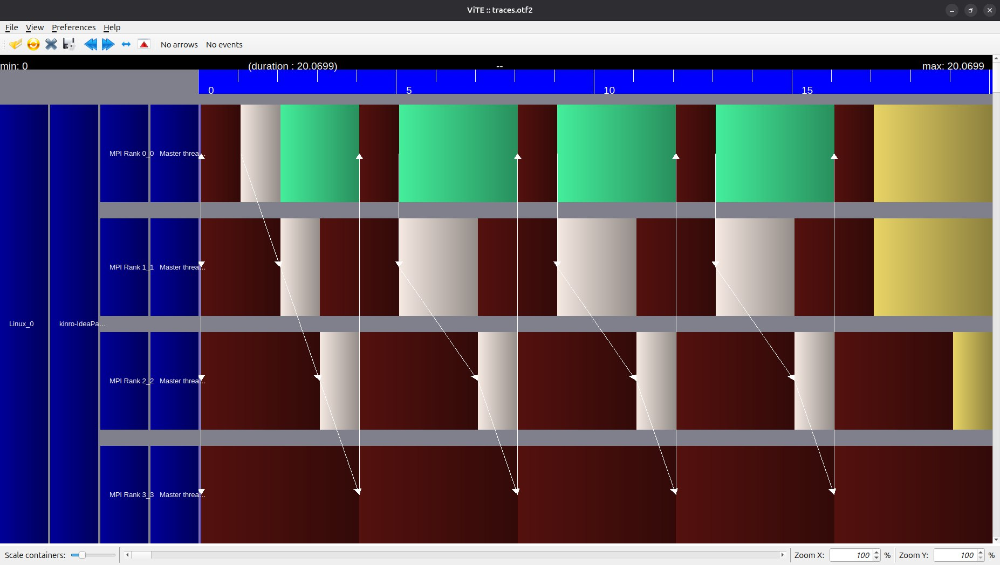 ViTE :: traces.otf2
File View Preferences Help
No arrows No events
min: 0 (duration : 20.0699) -- max: 20.0699
0 5 10 15
MPI Rank 0_0 Master threa...
MPI Rank 1_1 Master threa...
Linux_0 kinro-IdeaPa...
MPI Rank 2_2 Master threa...
MPI Rank 3_3 Master threa...
Scale containers: Zoom X: 100 % Zoom Y: 100 %